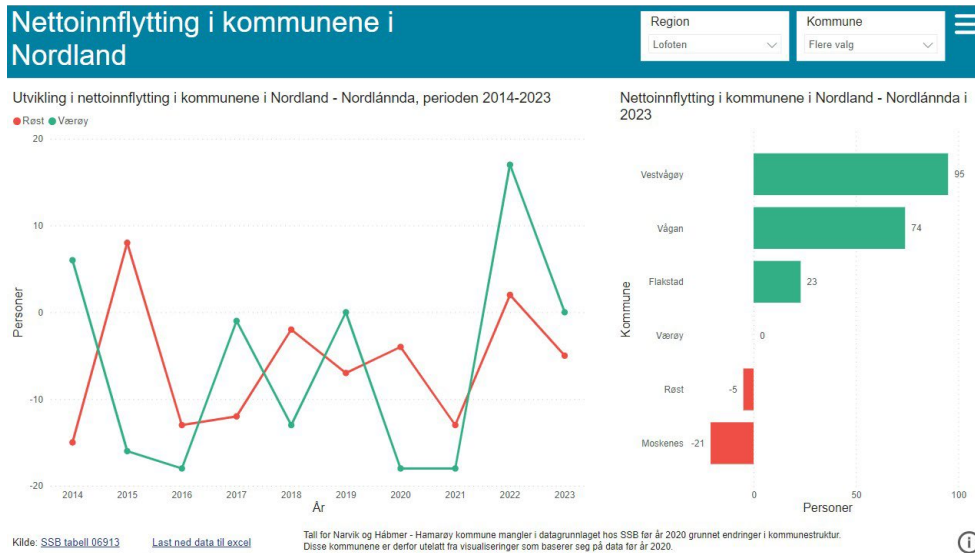 Nettoinnflytting i kommunene i
Nordland
Region
Lofoten
Kommune
Flere valg
Utvikling i nettoinnflytting i kommunene i Nordland - Nordlánnda, perioden 2014-2023
Røst Værøy
20
10
0
-10
-20
Personer
2014 2015 2016 2017 2018 2019 2020 2021 2022 2023
År
Nettoinnflytting i kommunene i Nordland - Nordlánnda i
2023
Kommune
Vestvågøy 95
Vågan 74
Flakstad 23
Værøy 0
Røst -5
Moskenes -21
0 50 100
Personer
Kilde: SSB tabell 06913 Last ned data til excel
Tall for Narvik og Hábmer - Hamarøy kommune mangler i datagrunnlaget hos SSB før år 2020 grunnet endringer i kommunestruktur.
Disse kommunene er derfor utelatt fra visualiseringer som baserer seg på data før år 2020.